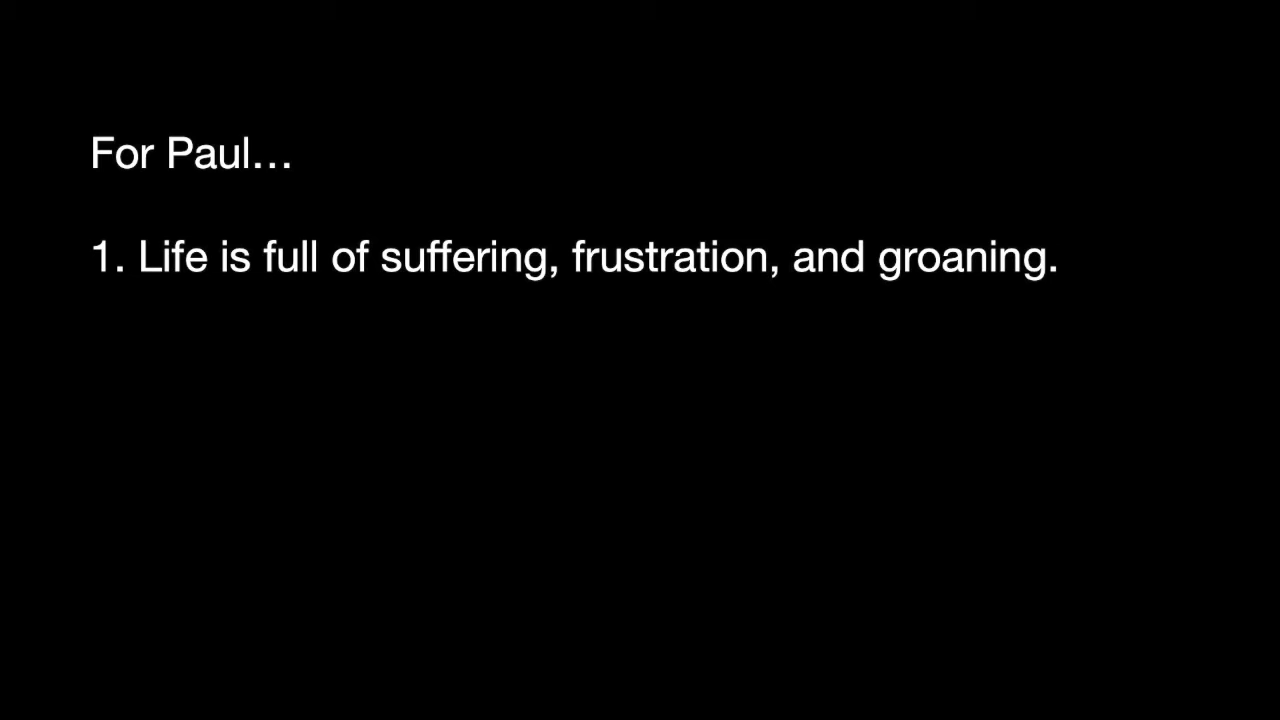 For Paul…
1. Life is full of suffering, frustration, and groaning.